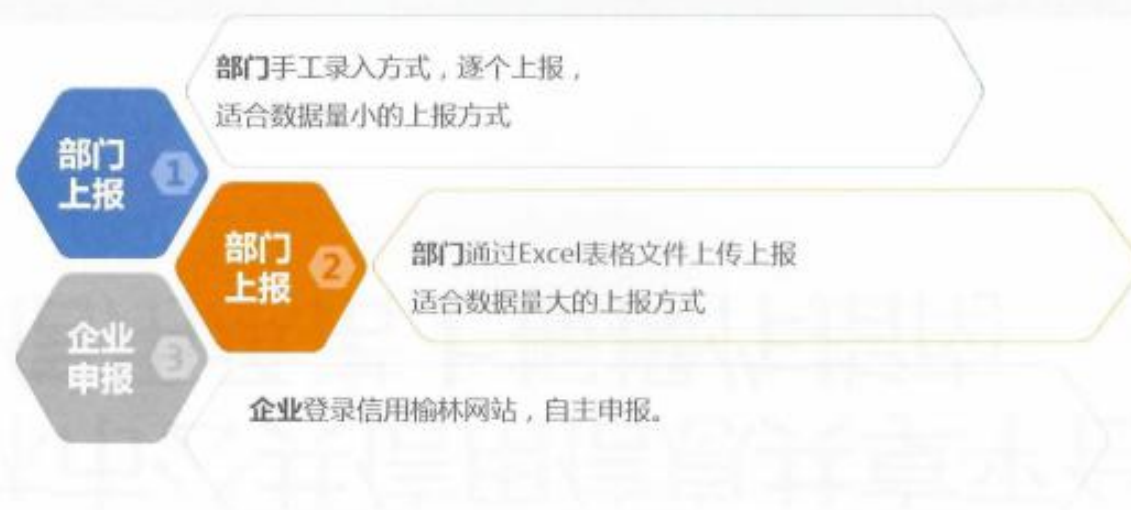 部门
上报
1
部门手工录入方式，逐个上报，
适合数据量小的上报方式
部门
上报
2
部门通过Excel表格文件上传上报
适合数据量大的上报方式
企业
申报
3
企业登录信用榆林网站，自主申报。